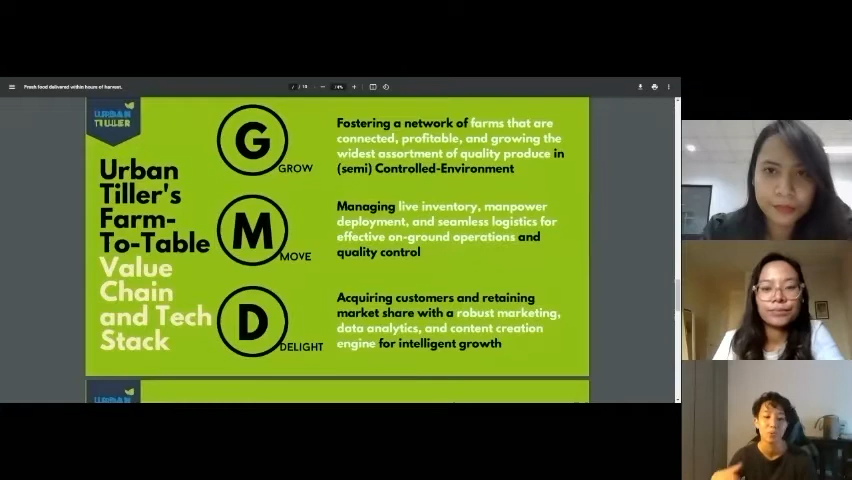 Fresh food delivered within hours of harvest.
URBAN
TILLER
Urban
Tiller's
Farm-
To-Table
Value
Chain
and Tech
Stack
G
GROW
Fostering a network of farms that are
connected, profitable, and growing the
widest assortment of quality produce in
(semi) Controlled-Environment
M
MOVE
Managing live inventory, manpower
deployment, and seamless logistics for
effective on-ground operations and
quality control
D
DELIGHT
Acquiring customers and retaining
market share with a robust marketing,
data analytics, and content creation
engine for intelligent growth
URBAN